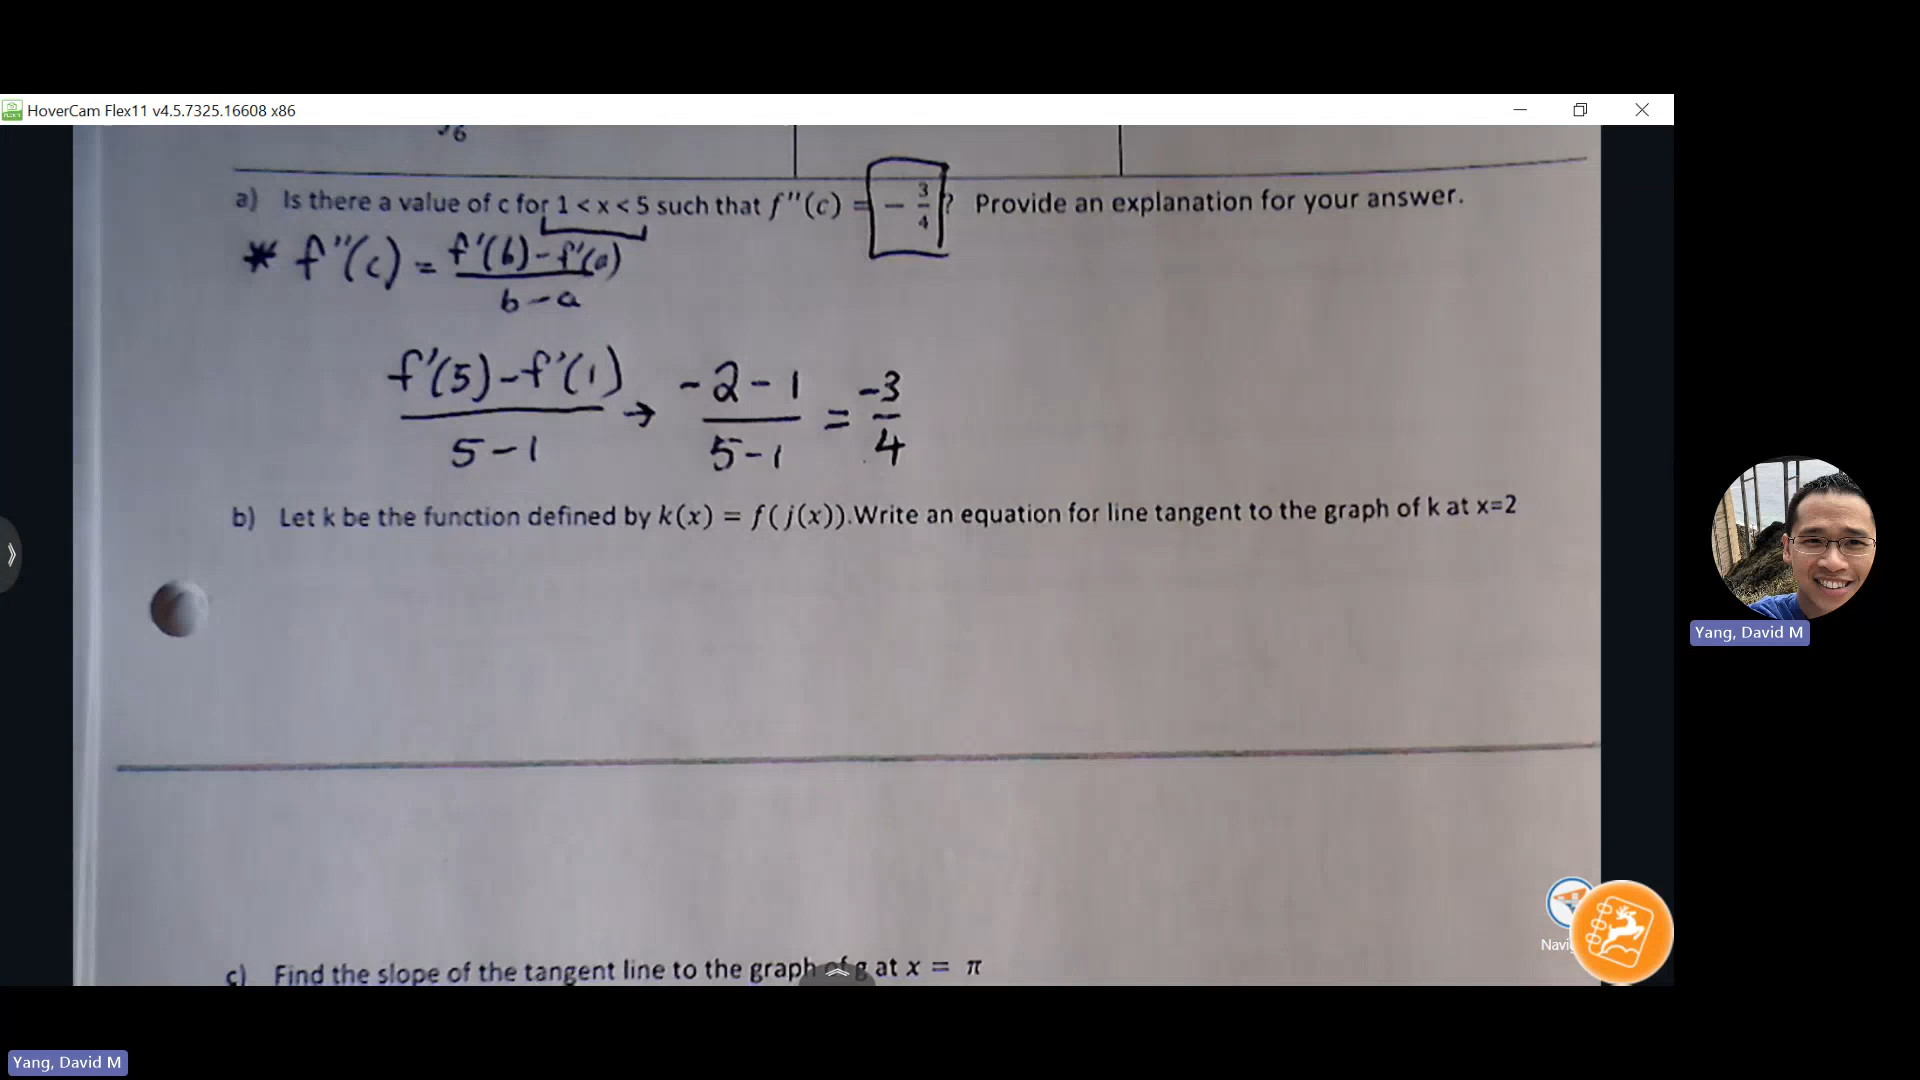 HoverCam Flex11 v4.5.7325.16608 x86
a) Is there a value of c for 1 < x < 5 such that f''(c) = - 3/4? Provide an explanation for your answer.
* f''(c) = f'(b) - f'(a) / b - a
f'(5) - f'(1) / 5 - 1 → -2 - 1 / 5 - 1 = -3 / 4
b) Let k be the function defined by k(x) = f(j(x)).Write an equation for line tangent to the graph of k at x=2
Yang, David M
c) Find the slope of the tangent line to the graph of g at x = π
Yang, David M